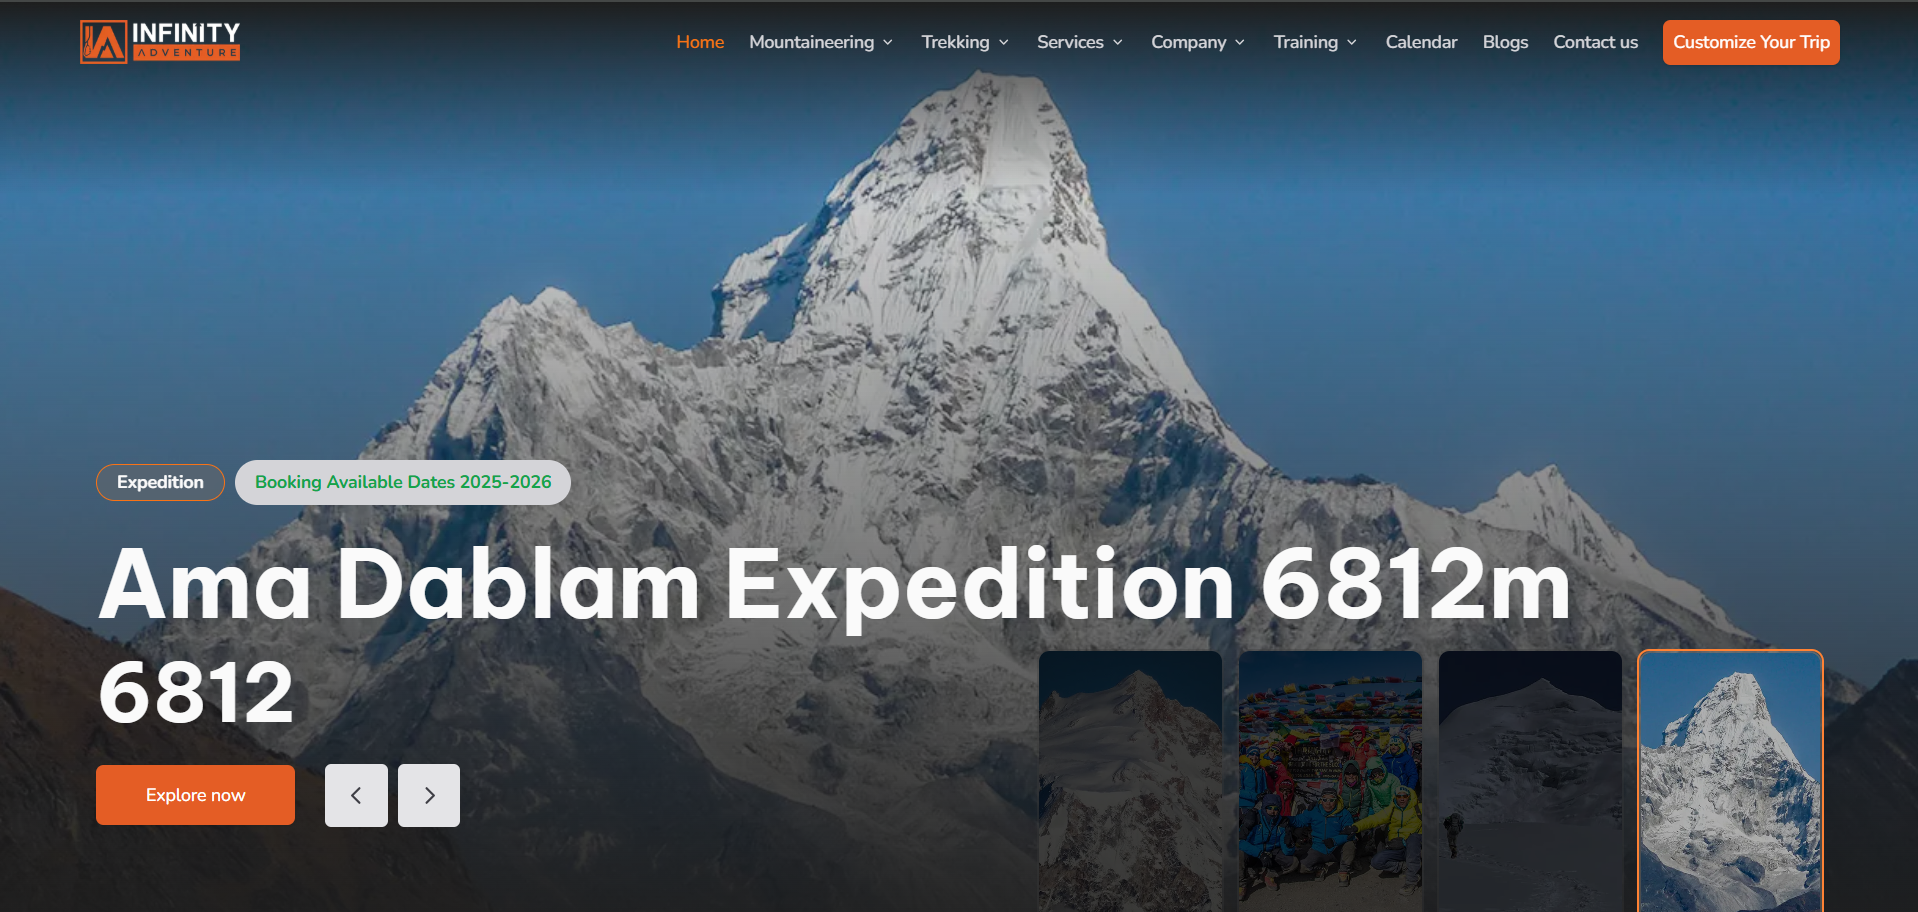 INFINITY
ADVENTURE
Home
Mountaineering
Trekking
Services
Company
Training
Calendar
Blogs
Contact us
Customize Your Trip
Expedition
Booking Available Dates 2025-2026
Ama Dablam Expedition 6812m
6812
Explore now